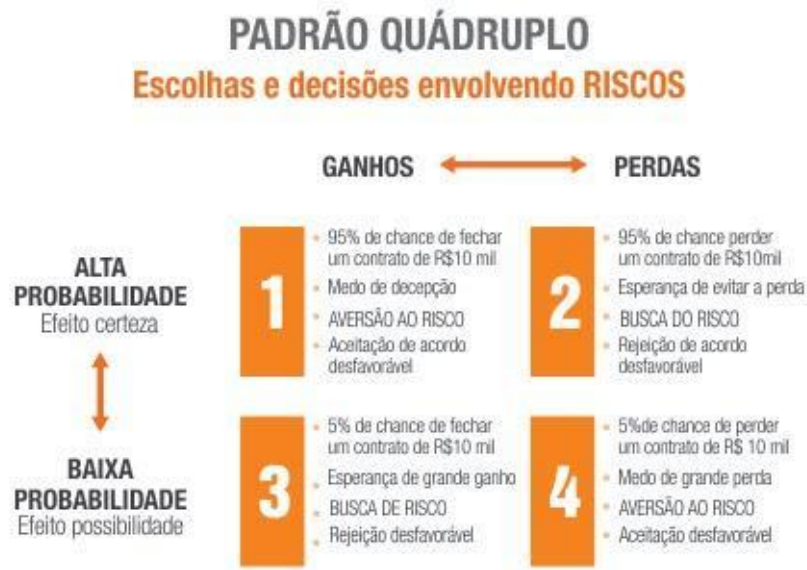 PADRÃO QUÁDRUPLO
Escolhas e decisões envolvendo RISCOS
GANHOS
PERDAS
ALTA
PROBABILIDADE
Efeito certeza
1
95% de chance de fechar
um contrato de R$10 mil
Medo de decepção
AVERSÃO AO RISCO
Aceitação de acordo
desfavorável
2
95% de chance perder
um contrato de R$10mil
Esperança de evitar a perda
BUSCA DO RISCO
Rejeição de acordo
desfavorável
BAIXA
PROBABILIDADE
Efeito possibilidade
3
5% de chance de fechar
um contrato de R$10 mil
Esperança de grande ganho
BUSCA DE RISCO
Rejeição desfavorável
4
5%de chance de perder
um contrato de R$ 10 mil
Medo de grande perda
AVERSÃO AO RISCO
Aceitação desfavorável